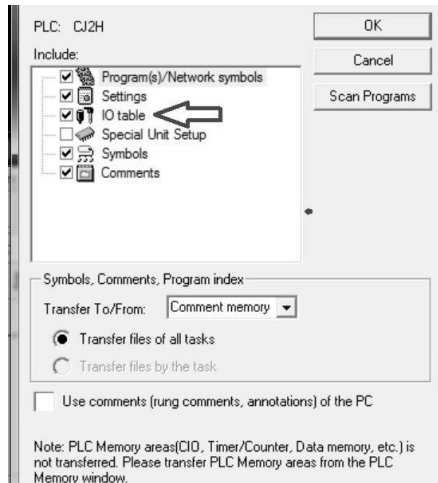 PLC: CJ2H
OK
Include:
Cancel
Program(s)/Network symbols
Scan Programs
Settings
IO table
Special Unit Setup
Symbols
Comments
Symbols, Comments, Program index
Transfer To/From: Comment memory
Transfer files of all tasks
Transfer files by the task
Use comments (rung comments, annotations) of the PC
Note: PLC Memory areas(CIO, Timer/Counter, Data memory, etc.) is
not transferred. Please transfer PLC Memory areas from the PLC
Memory window.